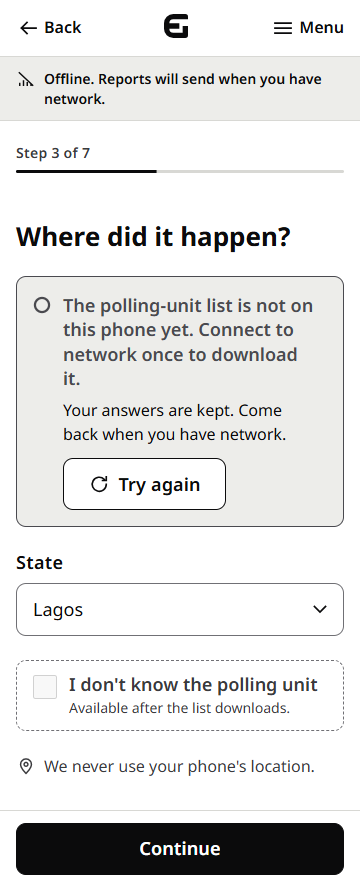 Back
Menu
Offline. Reports will send when you have
network.
Step 3 of 7
Where did it happen?
The polling-unit list is not on
this phone yet. Connect to
network once to download
it.
Your answers are kept. Come
back when you have network.
Try again
State
Lagos
I don't know the polling unit
Available after the list downloads.
We never use your phone's location.
Continue